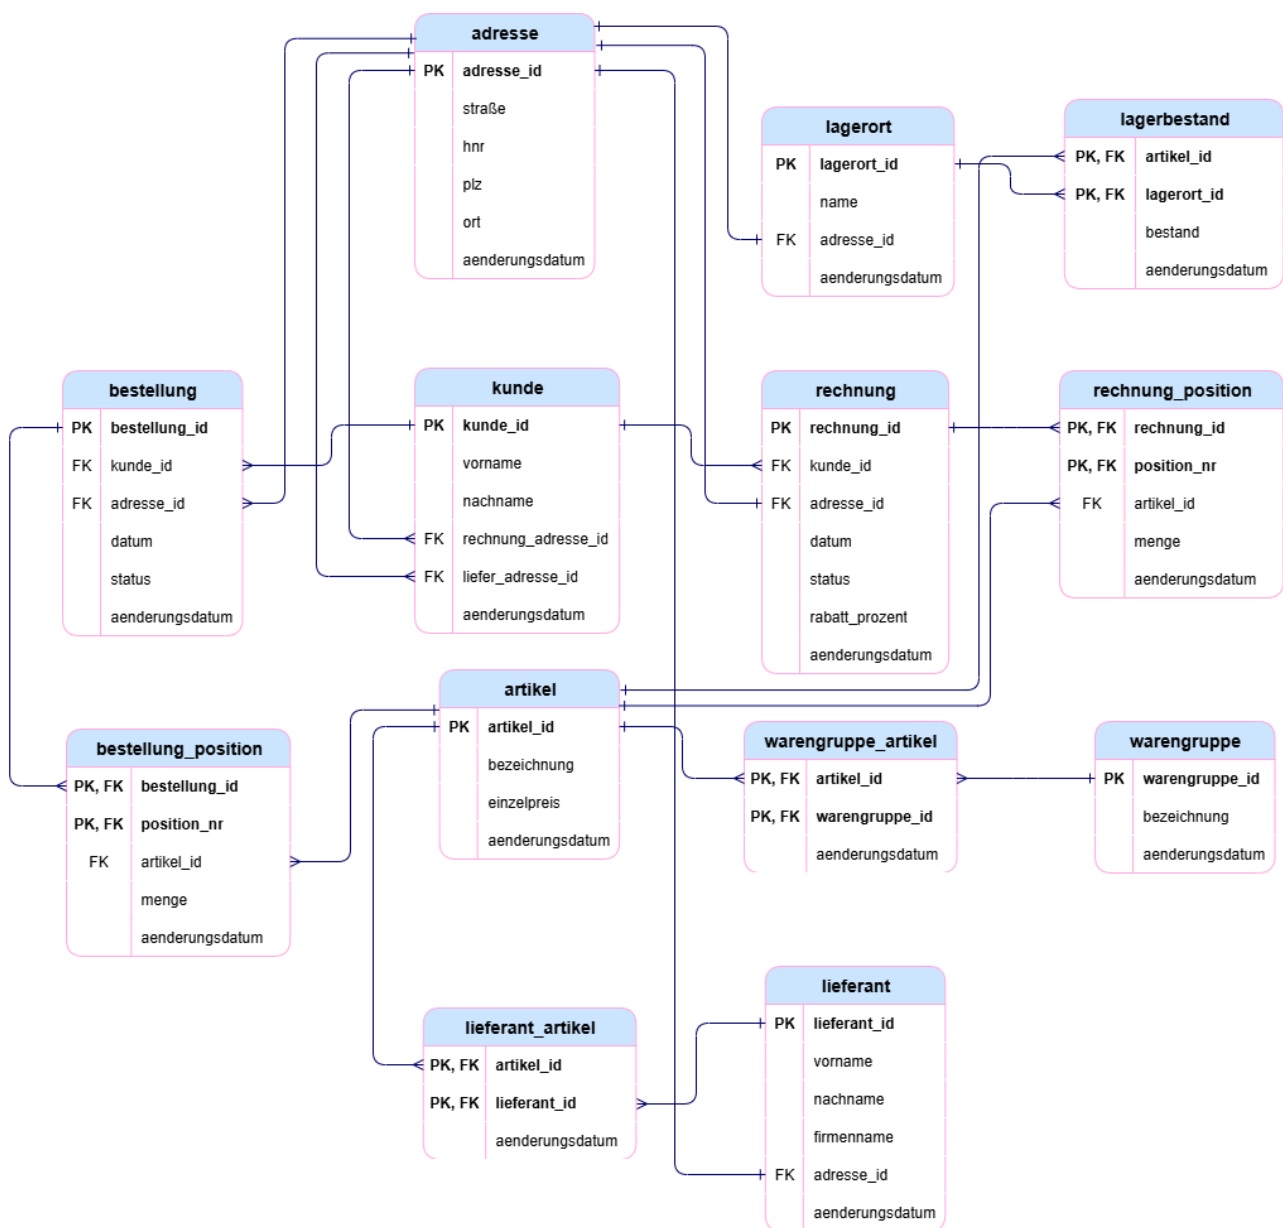 adresse
PK adresse_id
straße
hnr
plz
ort
aenderungsdatum
lagerort
PK lagerort_id
name
FK adresse_id
aenderungsdatum
lagerbestand
PK, FK artikel_id
PK, FK lagerort_id
bestand
aenderungsdatum
bestellung
PK bestellung_id
FK kunde_id
FK adresse_id
datum
status
aenderungsdatum
kunde
PK kunde_id
vorname
nachname
FK rechnung_adresse_id
FK liefer_adresse_id
aenderungsdatum
rechnung
PK rechnung_id
FK kunde_id
FK adresse_id
datum
status
rabatt_prozent
aenderungsdatum
rechnung_position
PK, FK rechnung_id
PK, FK position_nr
FK artikel_id
menge
aenderungsdatum
bestellung_position
PK, FK bestellung_id
PK, FK position_nr
FK artikel_id
menge
aenderungsdatum
artikel
PK artikel_id
bezeichnung
einzelpreis
aenderungsdatum
warengruppe_artikel
PK, FK artikel_id
PK, FK warengruppe_id
aenderungsdatum
warengruppe
PK warengruppe_id
bezeichnung
aenderungsdatum
lieferant_artikel
PK, FK artikel_id
PK, FK lieferant_id
aenderungsdatum
lieferant
PK lieferant_id
vorname
nachname
firmenname
FK adresse_id
aenderungsdatum